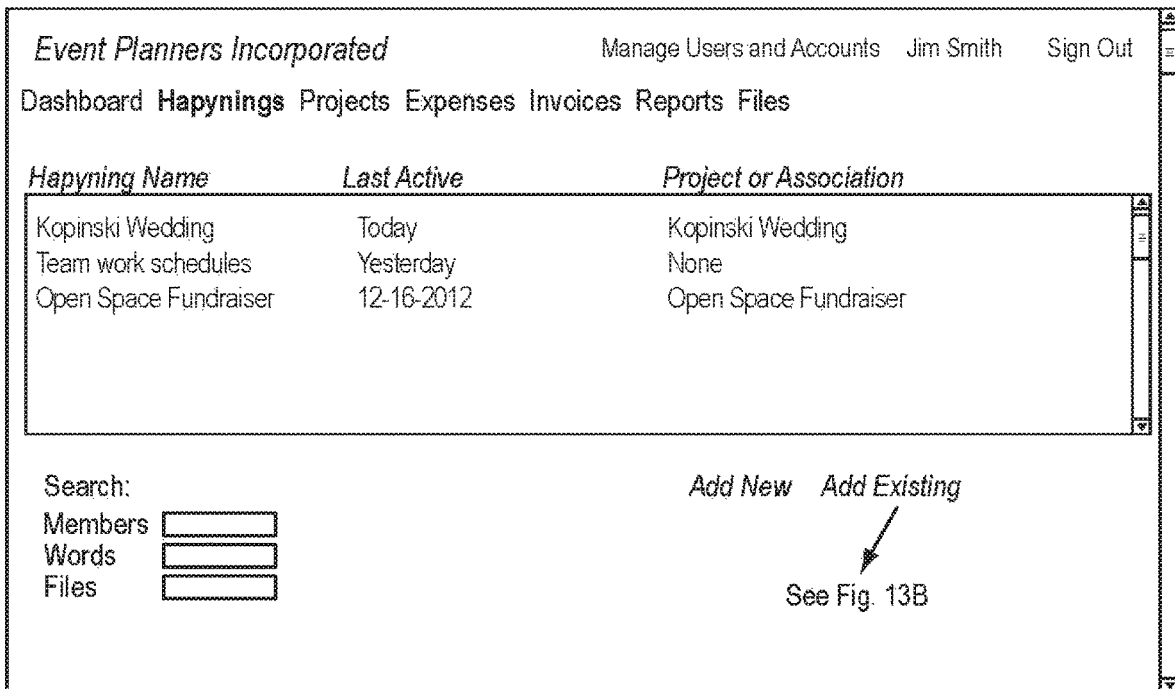 Event Planners Incorporated Manage Users and Accounts Jim Smith Sign Out
Dashboard Hapynings Projects Expenses Invoices Reports Files
Hapyning Name Last Active Project or Association
Kopinski Wedding Today Kopinski Wedding
Team work schedules Yesterday None
Open Space Fundraiser 12-16-2012 Open Space Fundraiser
Search: Add New Add Existing
Members
Words
Files See Fig. 13B